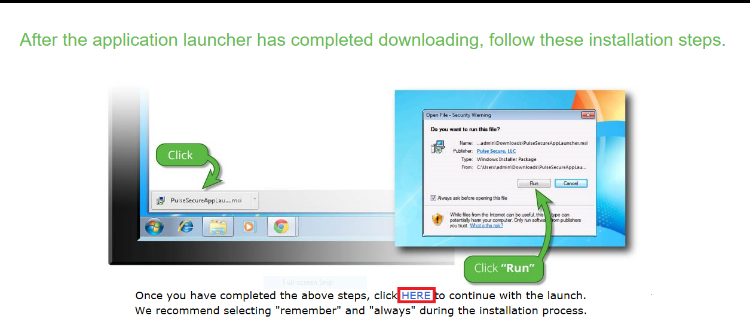 After the application launcher has completed downloading, follow these installation steps.
Click
PulseSecureAppLau....msi
Open File - Security Warning
Do you want to run this file?
Name: ...admin\Downloads\PulseSecureAppLauncher.msi
Publisher: Pulse Secure, LLC
Type: Windows Installer Package
From: C:\Users\admin\Downloads\PulseSecureAppLau...
Run Cancel
Always ask before opening this file
While files from the Internet can be useful, this type can
potentially harm your computer. Only run software from publishers
you trust. What's the risk?
Click "Run"
Once you have completed the above steps, click HERE to continue with the launch.
We recommend selecting "remember" and "always" during the installation process.